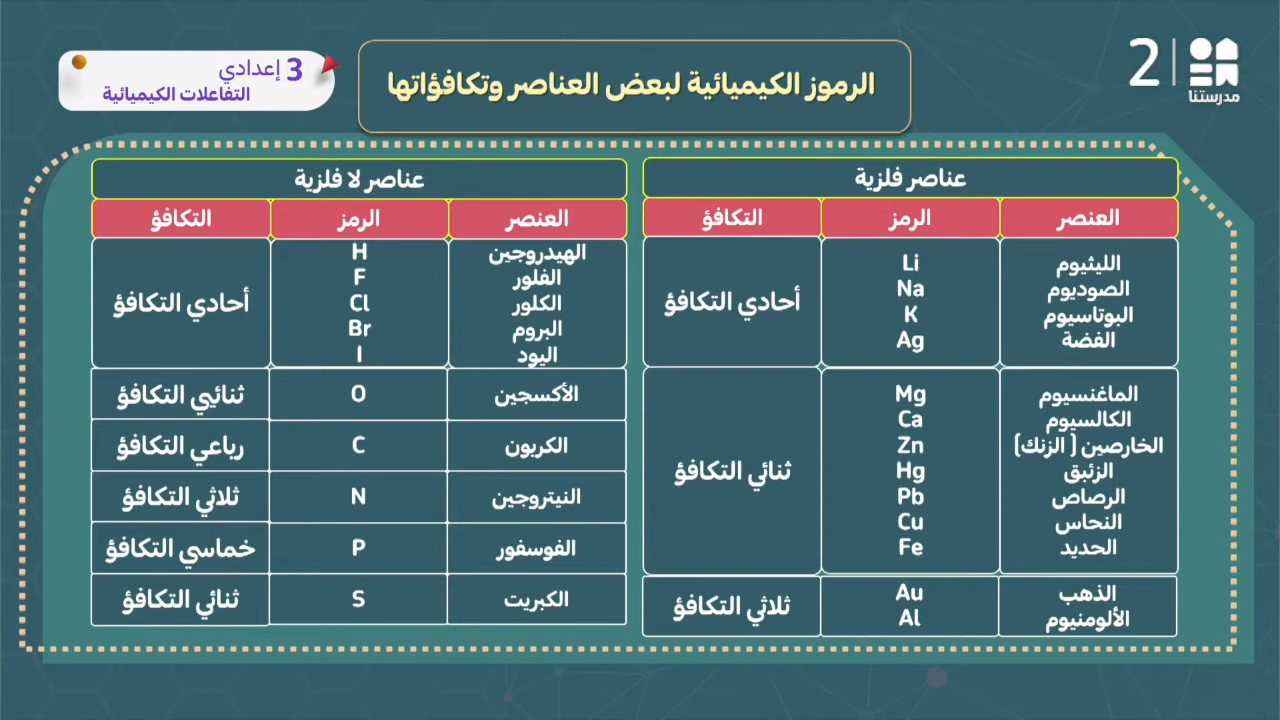 2
مدرستنا
الرموز الكيميائية لبعض العناصر وتكافؤاتها
3 إعدادي
التفاعلات الكيميائية
عناصر فلزية
العنصر الرمز التكافؤ
الليثيوم Li
الصوديوم Na
البوتاسيوم K
الفضة Ag
أحادي التكافؤ
الماغنسيوم Mg
الكالسيوم Ca
الخارصين ( الزنك) Zn
الزئبق Hg
الرصاص Pb
النحاس Cu
الحديد Fe
ثنائي التكافؤ
الذهب Au
الألومنيوم Al
ثلاثي التكافؤ
عناصر لا فلزية
العنصر الرمز التكافؤ
الهيدروجين H
الفلور F
الكلور Cl
البروم Br
اليود I
أحادي التكافؤ
الأكسجين O ثنائيي التكافؤ
الكربون C رباعي التكافؤ
النيتروجين N ثلاثي التكافؤ
الفوسفور P خماسي التكافؤ
الكبريت S ثنائي التكافؤ